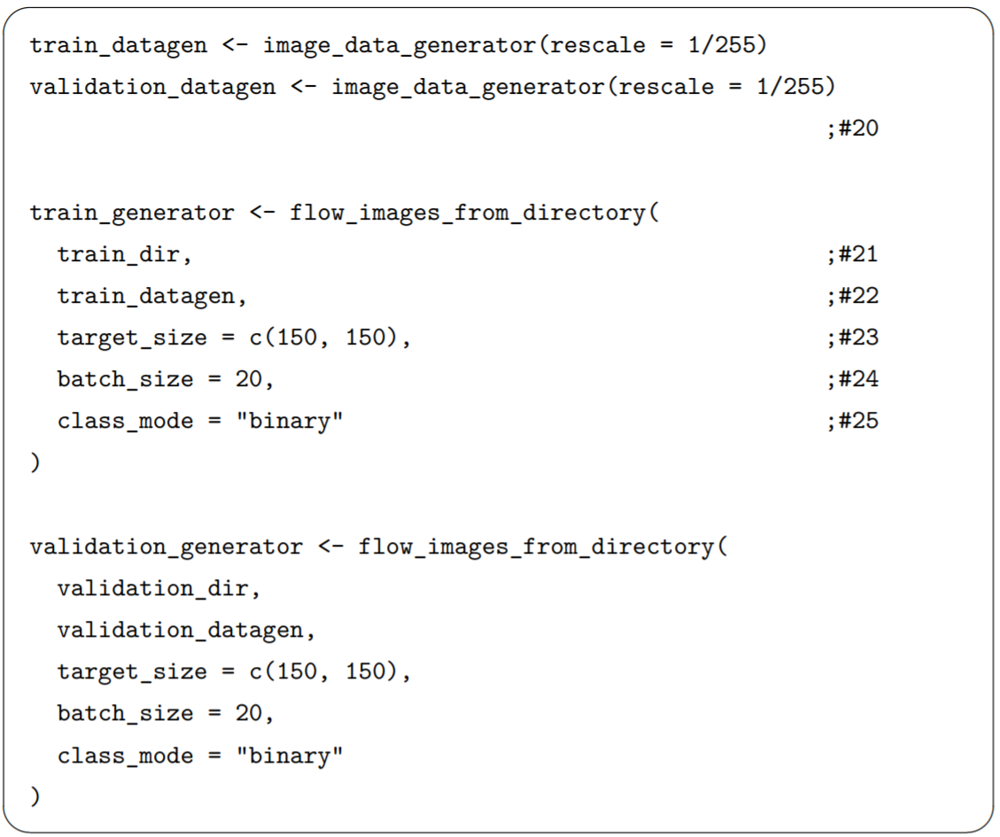 train_datagen <- image_data_generator(rescale = 1/255)
validation_datagen <- image_data_generator(rescale = 1/255)
;#20
train_generator <- flow_images_from_directory(
train_dir, ;#21
train_datagen, ;#22
target_size = c(150, 150), ;#23
batch_size = 20, ;#24
class_mode = "binary" ;#25
)
validation_generator <- flow_images_from_directory(
validation_dir,
validation_datagen,
target_size = c(150, 150),
batch_size = 20,
class_mode = "binary"
)